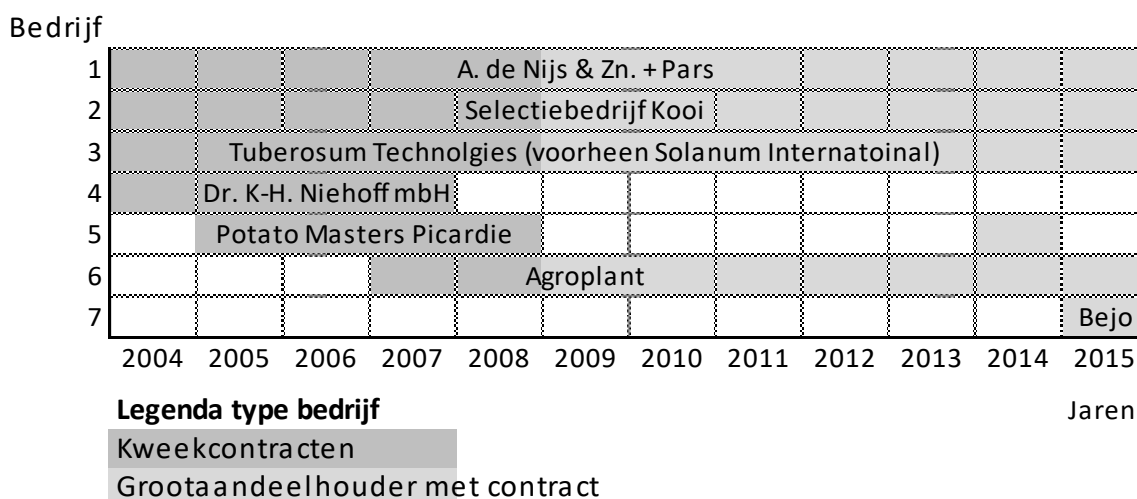 Bedrijf
1 A. de Nijs & Zn. + Pars
2 Selectiebedrijf Kooi
3 Tuberosum Technolgies (voorheen Solanum Internatoinal)
4 Dr. K-H. Niehoff mbH
5 Potato Masters Picardie
6 Agroplant
7 Bejo
2004 2005 2006 2007 2008 2009 2010 2011 2012 2013 2014 2015
Legenda type bedrijf Jaren
Kweekcontracten
Grootaandeelhouder met contract